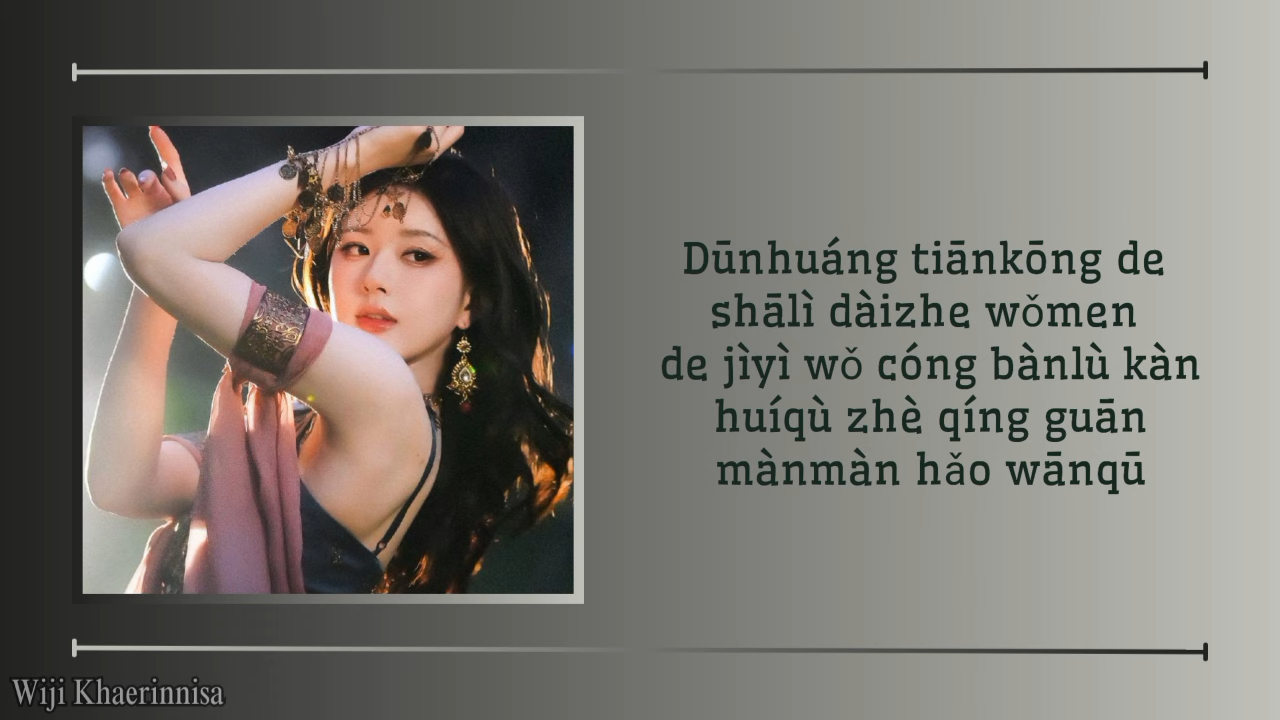 Dūnhuáng tiānkōng de
shālì dàizhe wǒmen
de jìyì wǒ cóng bànlù kàn
huíqù zhè qíng guān
mànmàn hǎo wānqū
Wiji Khaerinnisa